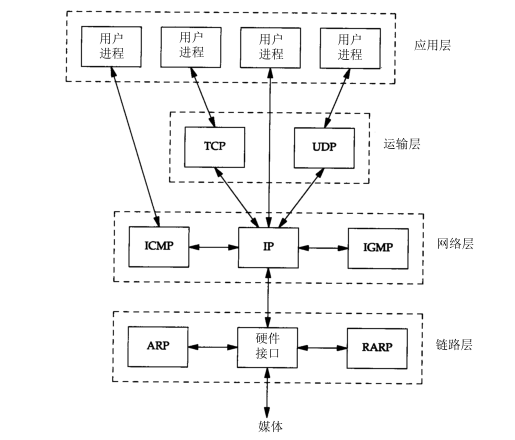 用户
进程
用户
进程
用户
进程
用户
进程
应用层
TCP
UDP
运输层
ICMP
IP
IGMP
网络层
ARP
硬件
接口
RARP
链路层
媒体